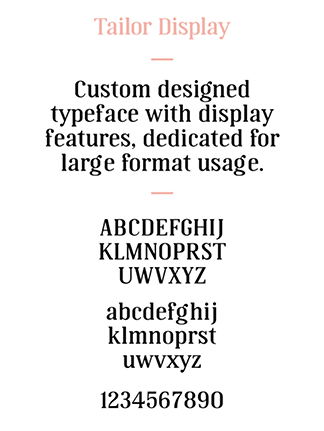 Tailor Display
Custom designed
typeface with display
features, dedicated for
large format usage.
ABCDEFGHIJ
KLMNOPRST
UWVXYZ
abcdefghij
klmnoprst
uwvxyz
1234567890